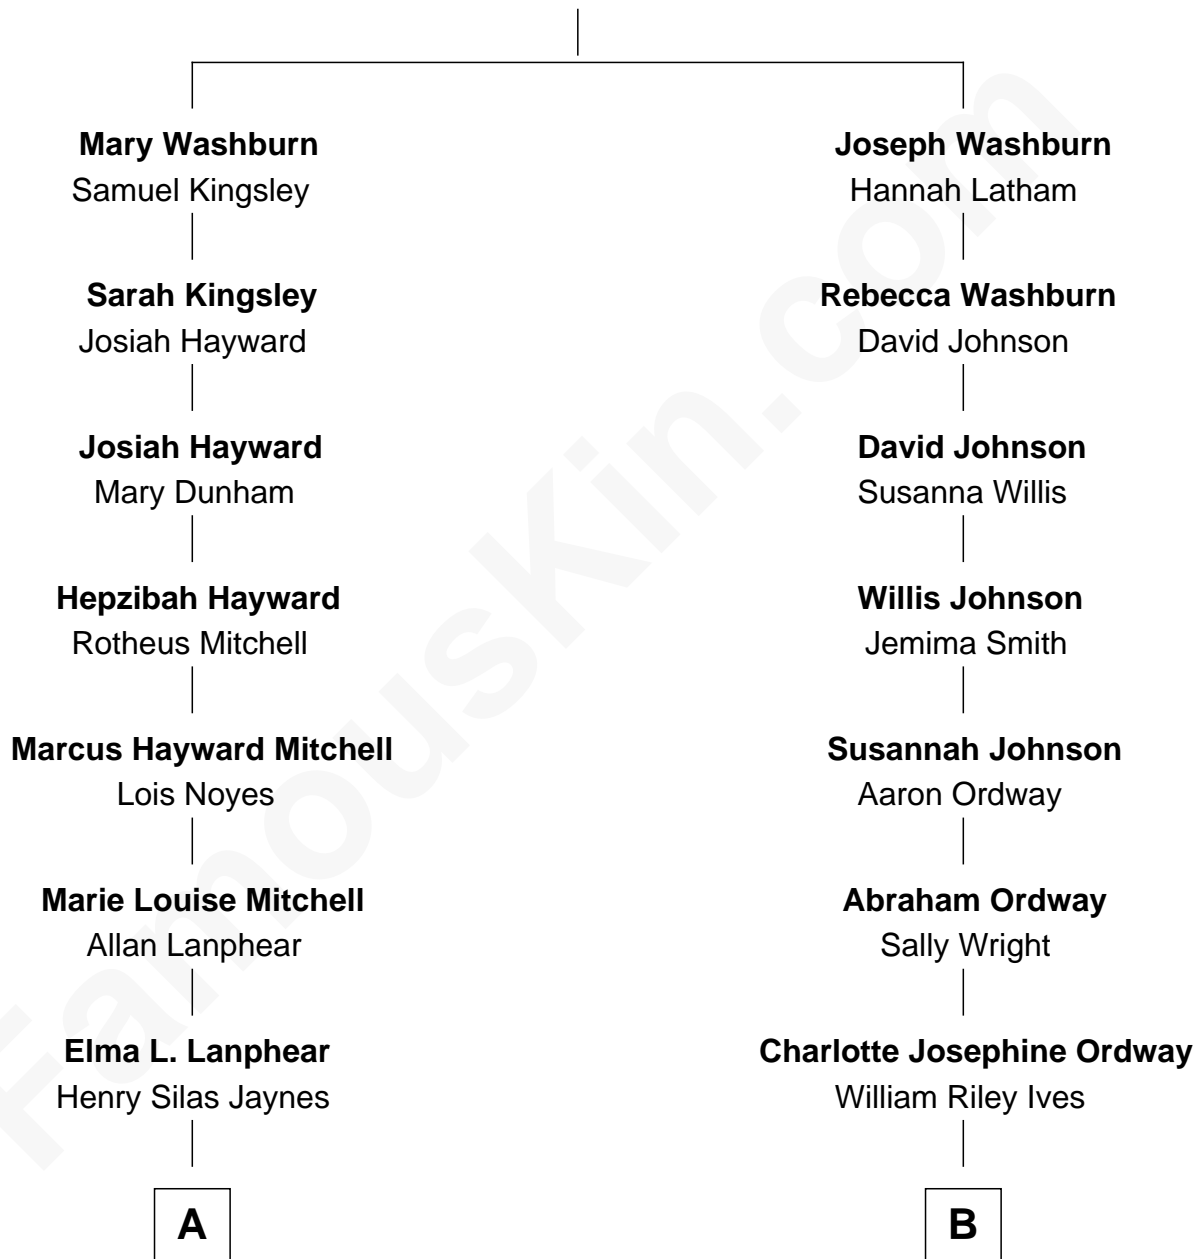 Mary Washburn
Samuel Kingsley
Sarah Kingsley
Josiah Hayward
Josiah Hayward
Mary Dunham
Hepzibah Hayward
Rotheus Mitchell
Marcus Hayward Mitchell
Lois Noyes
Marie Louise Mitchell
Allan Lanphear
Elma L. Lanphear
Henry Silas Jaynes
A
Joseph Washburn
Hannah Latham
Rebecca Washburn
David Johnson
David Johnson
Susanna Willis
Willis Johnson
Jemima Smith
Susannah Johnson
Aaron Ordway
Abraham Ordway
Sally Wright
Charlotte Josephine Ordway
William Riley Ives
B
FamousKin.com